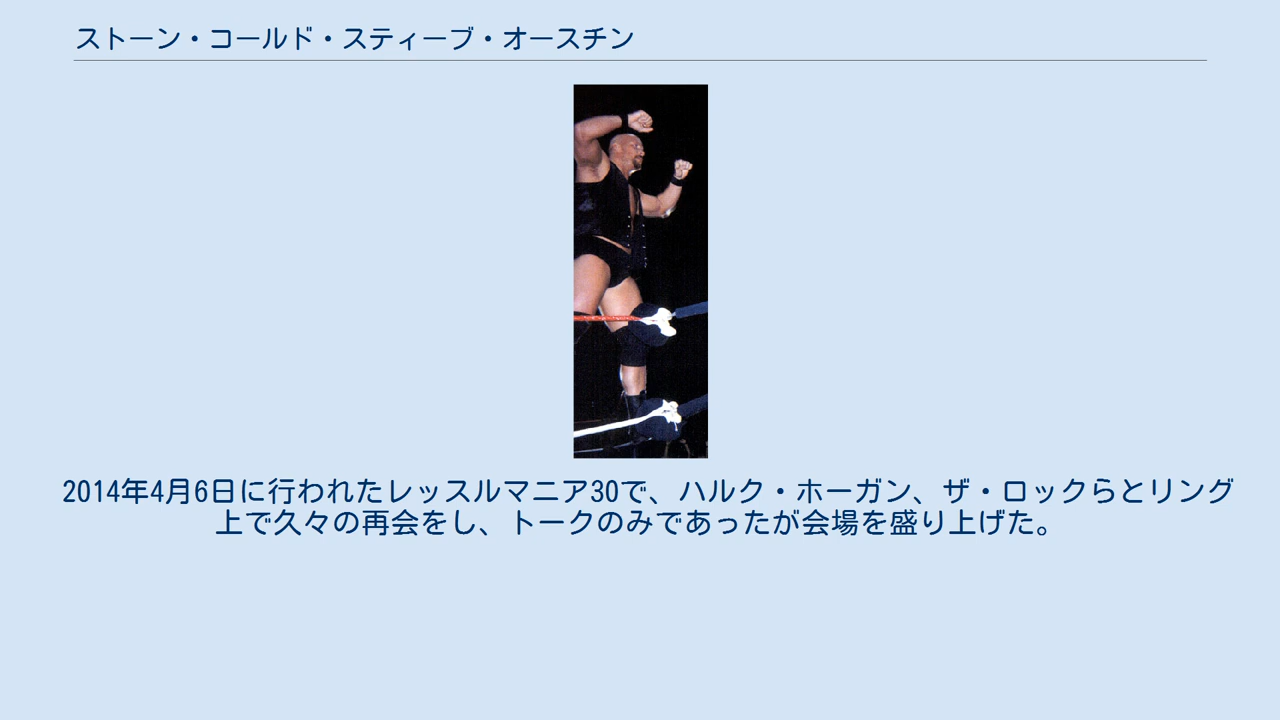 ストーン・コールド・スティーブ・オースチン
2014年4月6日に行われたレッスルマニア30で、ハルク・ホーガン、ザ・ロックらとリング
上で久々の再会をし、トークのみであったが会場を盛り上げた。